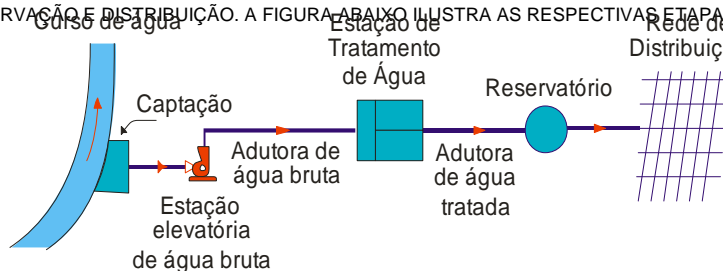 RVAÇÃO E DISTRIBUIÇÃO. A FIGURA ABAIXO ILUSTRA AS RESPECTIVAS ETAPA
Curso de água
Captação
Estação
elevatória
de água bruta
Adutora de
água bruta
Estação de
Tratamento
de Água
Adutora
de água
tratada
Reservatório
Rede de
Distribuiç